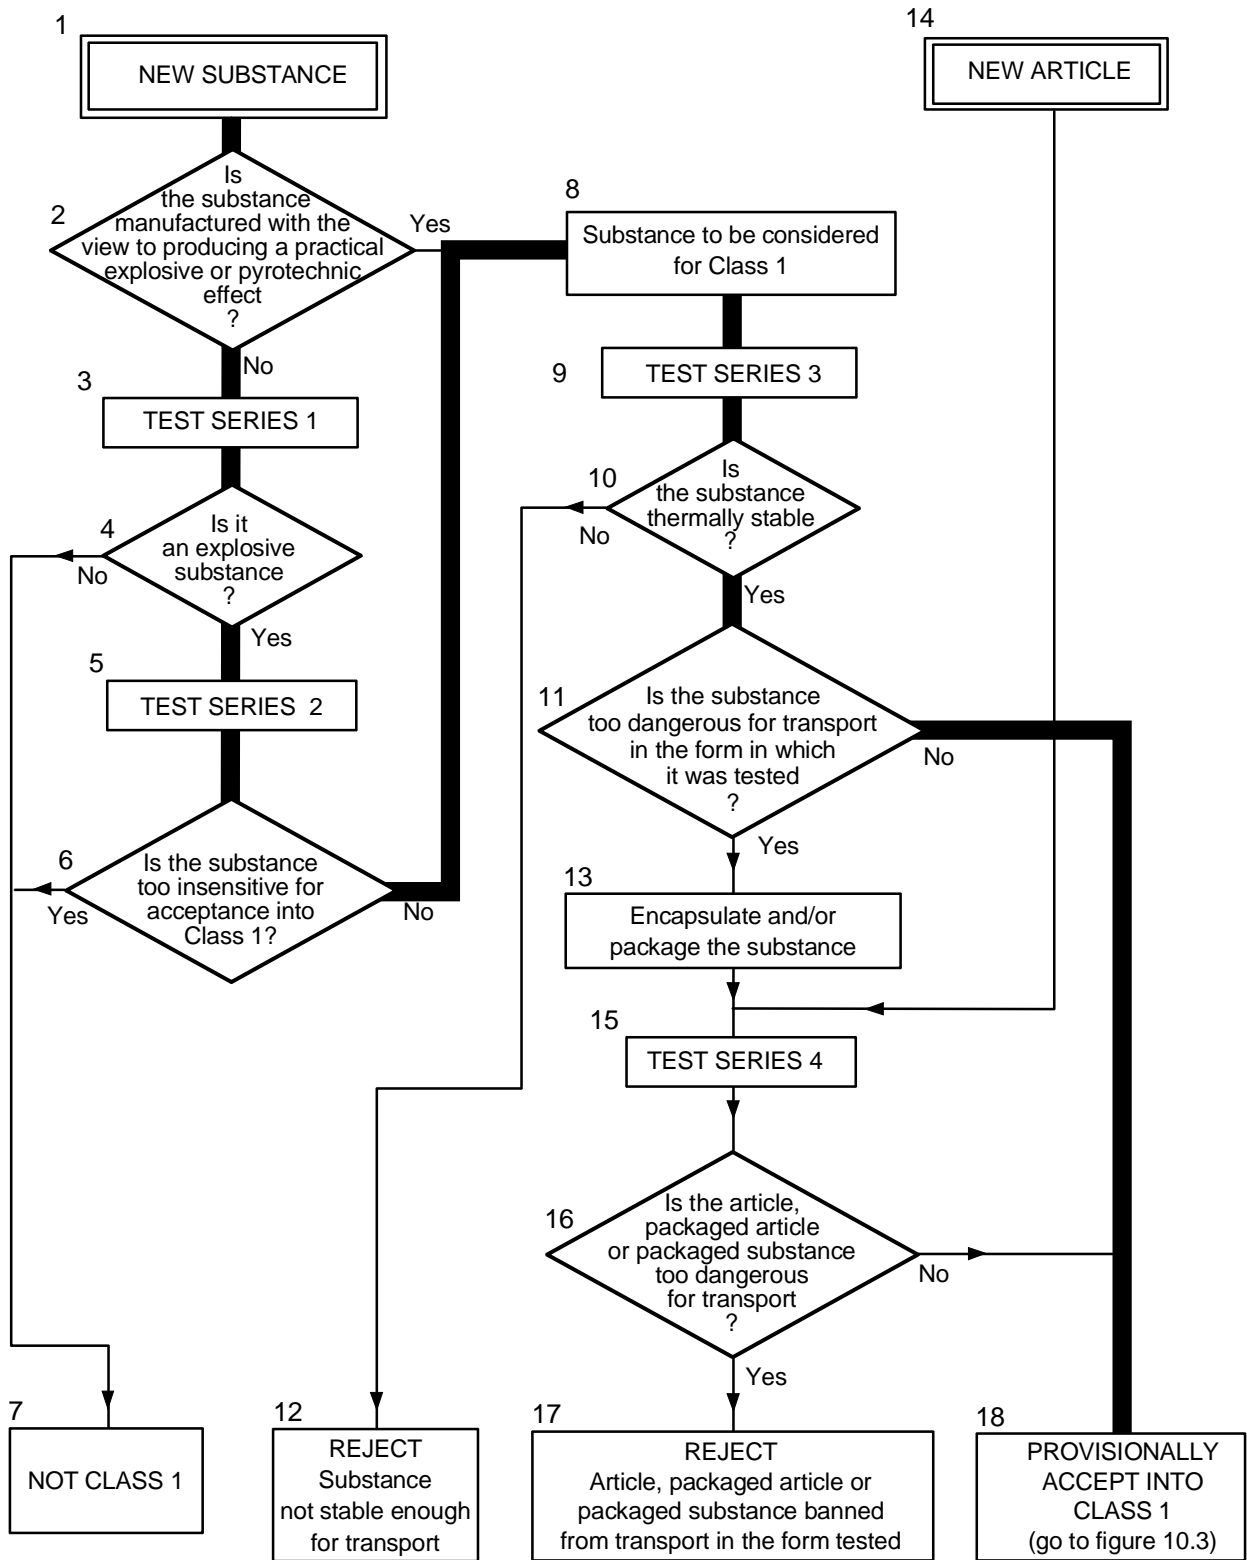 1
NEW SUBSTANCE
2
Is
the substance
manufactured with the
view to producing a practical
explosive or pyrotechnic
effect
?
Yes
No
3
TEST SERIES 1
4
Is it
an explosive
substance
?
No
Yes
5
TEST SERIES 2
6
Is the substance
too insensitive for
acceptance into
Class 1?
Yes
No
7
NOT CLASS 1
8
Substance to be considered
for Class 1
9
TEST SERIES 3
10
Is
the substance
thermally stable
?
No
Yes
11
Is the substance
too dangerous for transport
in the form in which
it was tested
?
No
Yes
12
REJECT
Substance
not stable enough
for transport
13
Encapsulate and/or
package the substance
14
NEW ARTICLE
15
TEST SERIES 4
16
Is the article,
packaged article
or packaged substance
too dangerous
for transport
?
No
Yes
17
REJECT
Article, packaged article or
packaged substance banned
from transport in the form tested
18
PROVISIONALLY
ACCEPT INTO
CLASS 1
(go to figure 10.3)